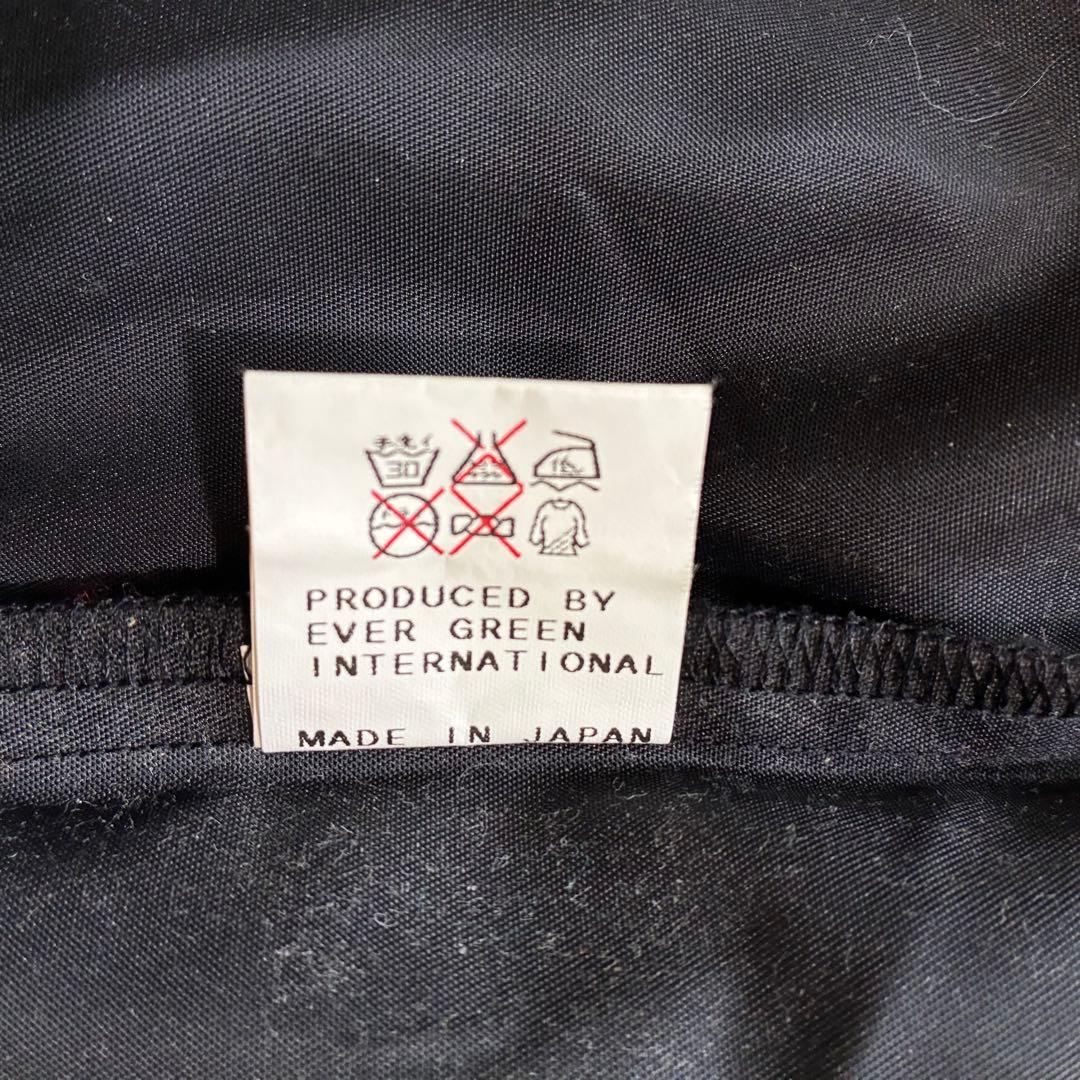 手洗イ
30
PRODUCED BY
EVER GREEN
INTERNATIONAL
MADE IN JAPAN